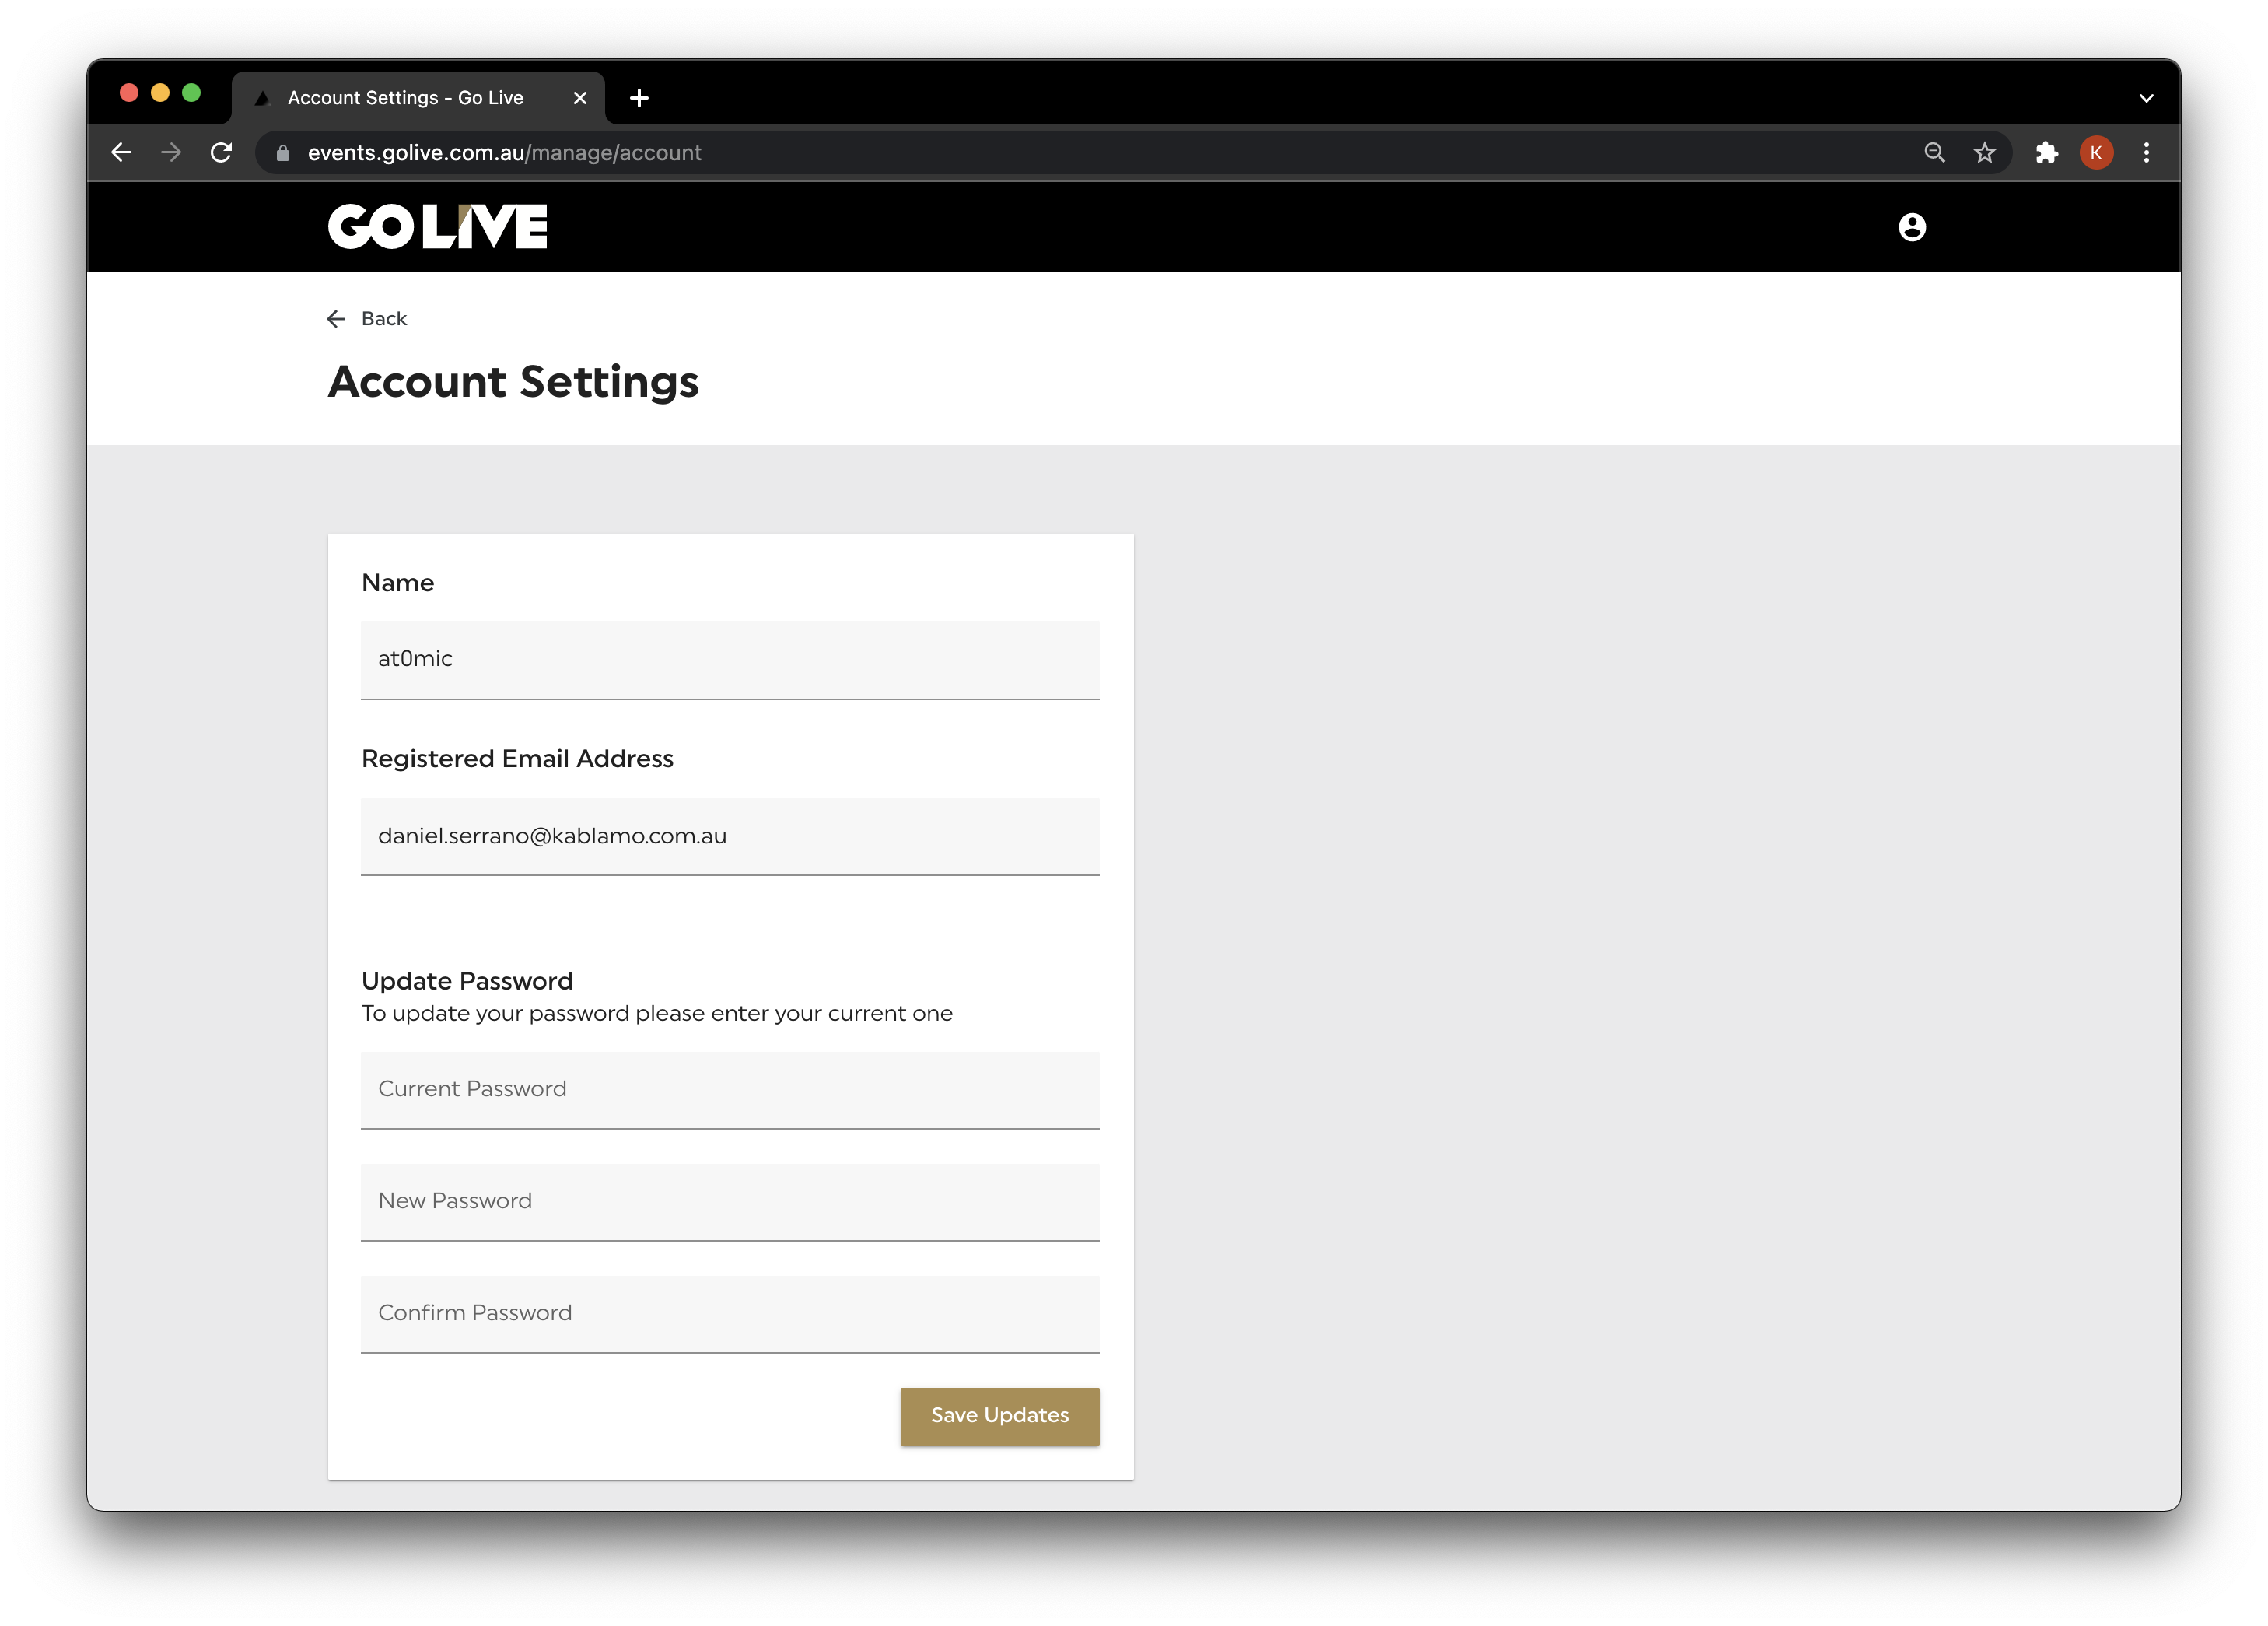 Account Settings - Go Live
events.golive.com.au/manage/account
K
GO LIVE
Back
Account Settings
Name
at0mic
Registered Email Address
daniel.serrano@kablamo.com.au
Update Password
To update your password please enter your current one
Current Password
New Password
Confirm Password
Save Updates